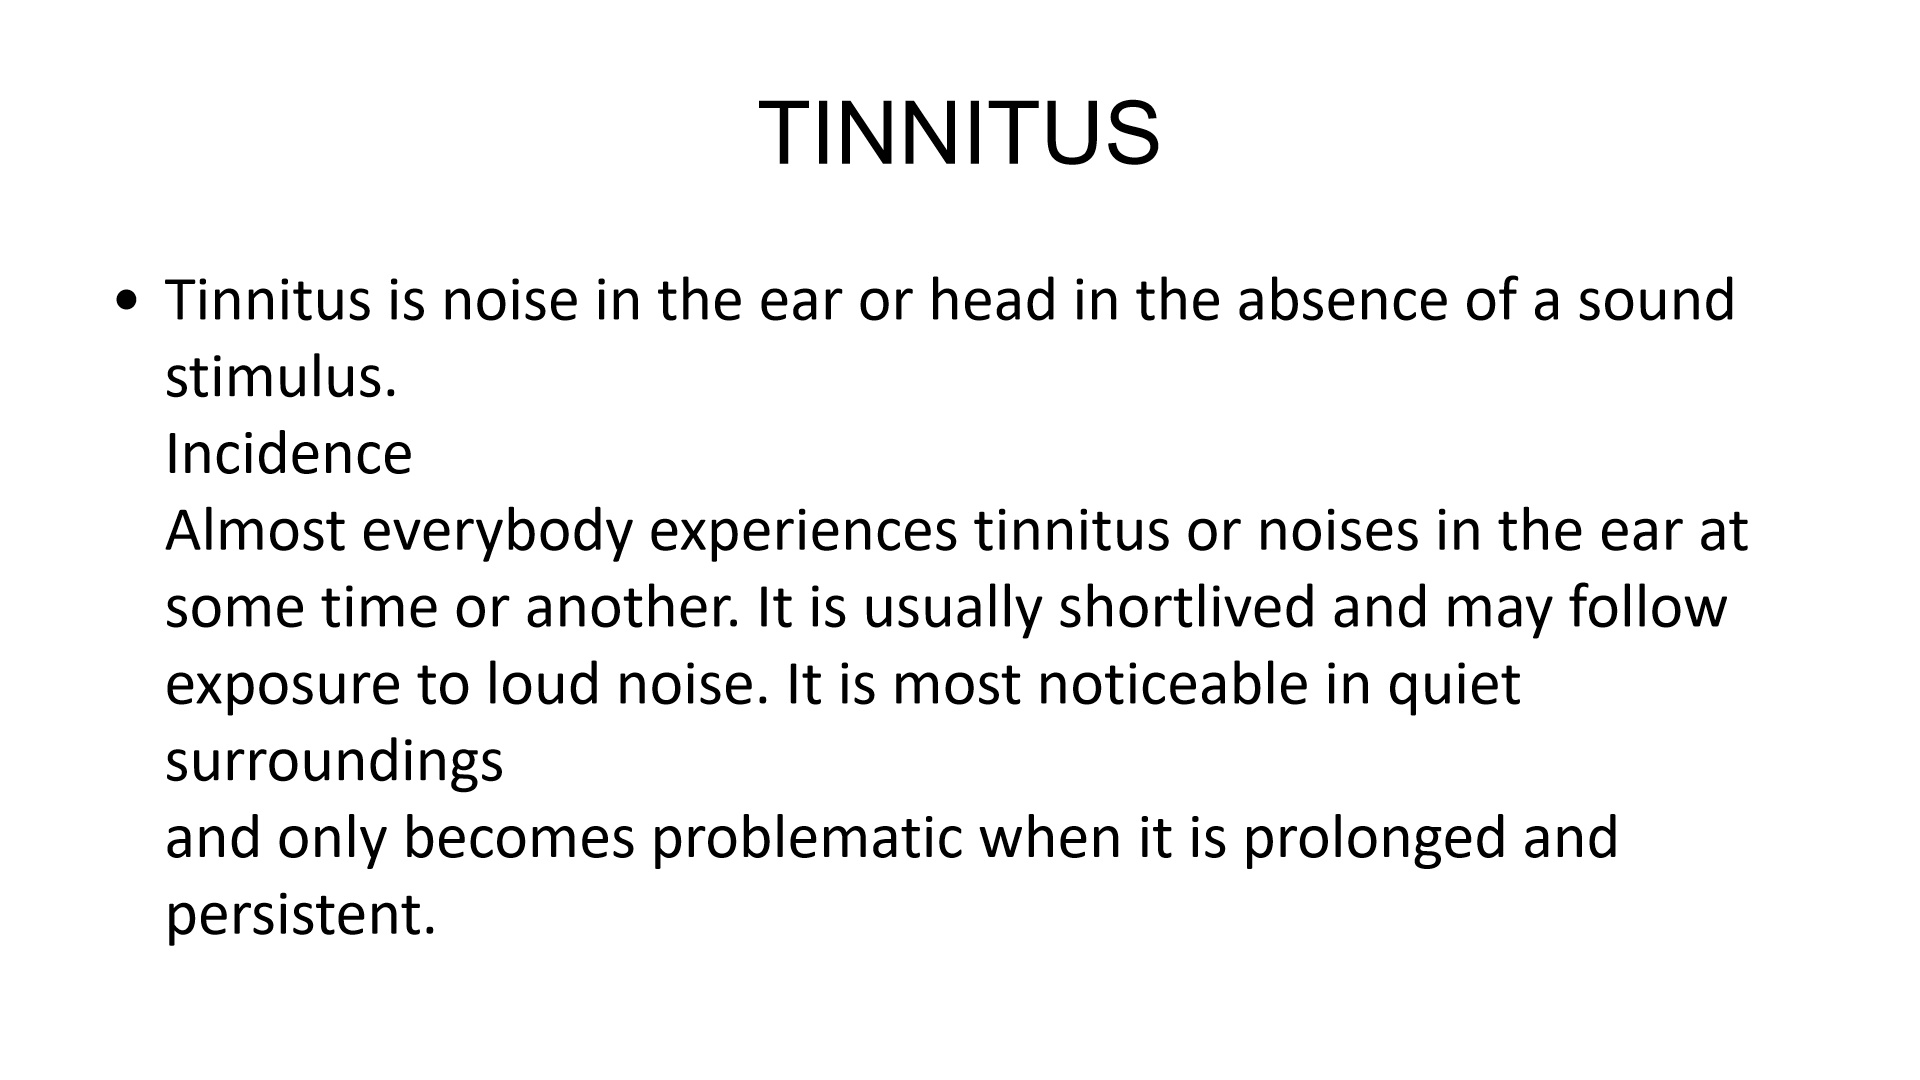 TINNITUS
• Tinnitus is noise in the ear or head in the absence of a sound
stimulus.
Incidence
Almost everybody experiences tinnitus or noises in the ear at
some time or another. It is usually shortlived and may follow
exposure to loud noise. It is most noticeable in quiet
surroundings
and only becomes problematic when it is prolonged and
persistent.